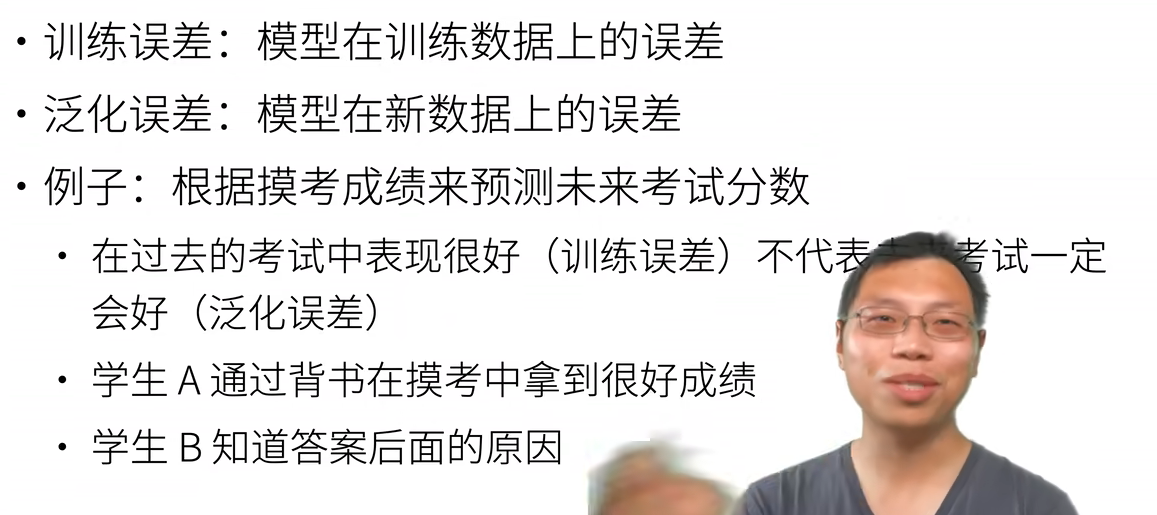 • 训练误差：模型在训练数据上的误差
• 泛化误差：模型在新数据上的误差
• 例子：根据摸考成绩来预测未来考试分数
• 在过去的考试中表现很好（训练误差）不代表考试一定
会好（泛化误差）
• 学生 A 通过背书在摸考中拿到很好成绩
• 学生 B 知道答案后面的原因